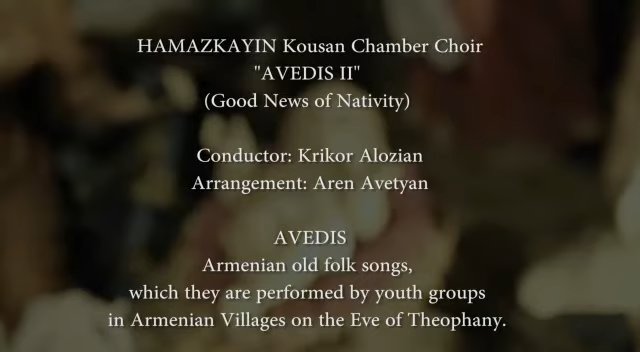 HAMAZKAYIN Kousan Chamber Choir
"AVEDIS II"
(Good News of Nativity)
Conductor: Krikor Alozian
Arrangement: Aren Avetyan
AVEDIS
Armenian old folk songs,
which they are performed by youth groups
in Armenian Villages on the Eve of Theophany.